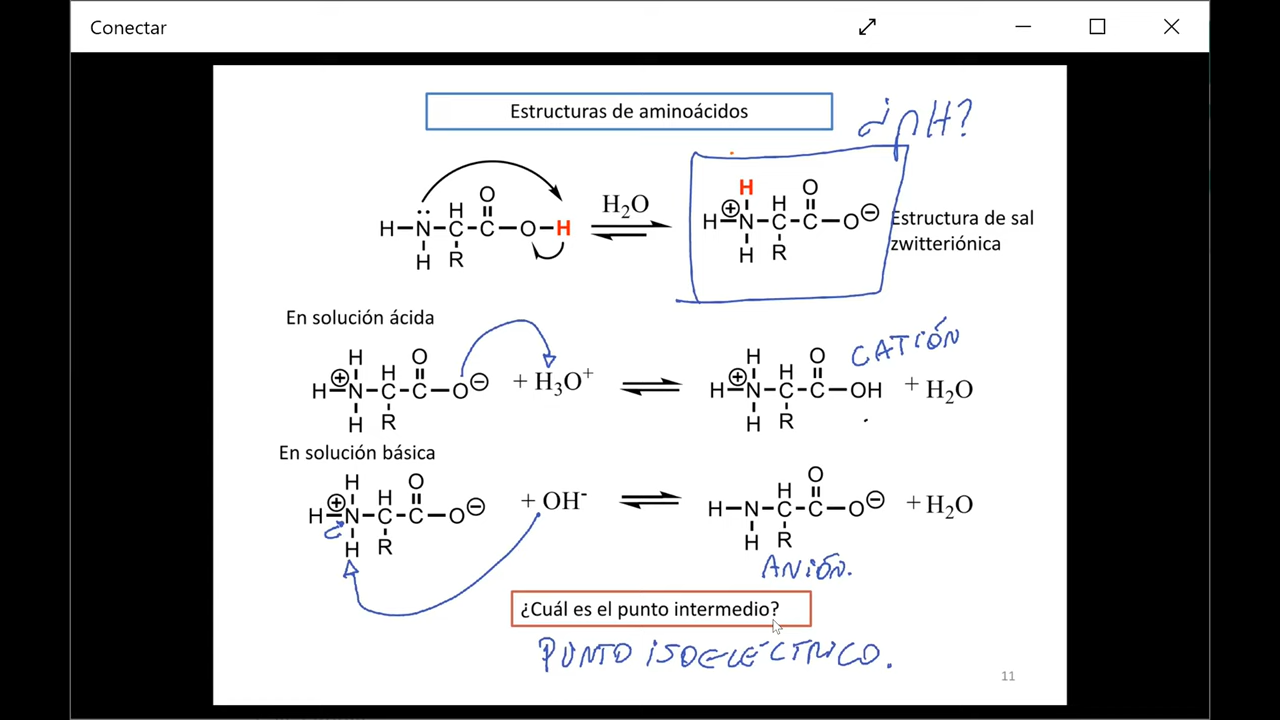 Conectar
Estructuras de aminoácidos
¿pH?
H–N–C–C–O–H
H O
H R
H₂O
H H O
H–N–C–C–O
⊕ ⊖
H R
Estructura de sal
zwitteriónica
En solución ácida
H H O
H–N–C–C–O
⊕ ⊖
H R
+ H₃O⁺
H H O
H–N–C–C–OH
⊕
H R
CATIÓN
+ H₂O
En solución básica
H H O
H–N–C–C–O
⊕ ⊖
H R
+ OH⁻
H O
H–N–C–C–O
⊖
H R
+ H₂O
ANIÓN.
¿Cuál es el punto intermedio?
PUNTO ISOELÉCTRICO.
11